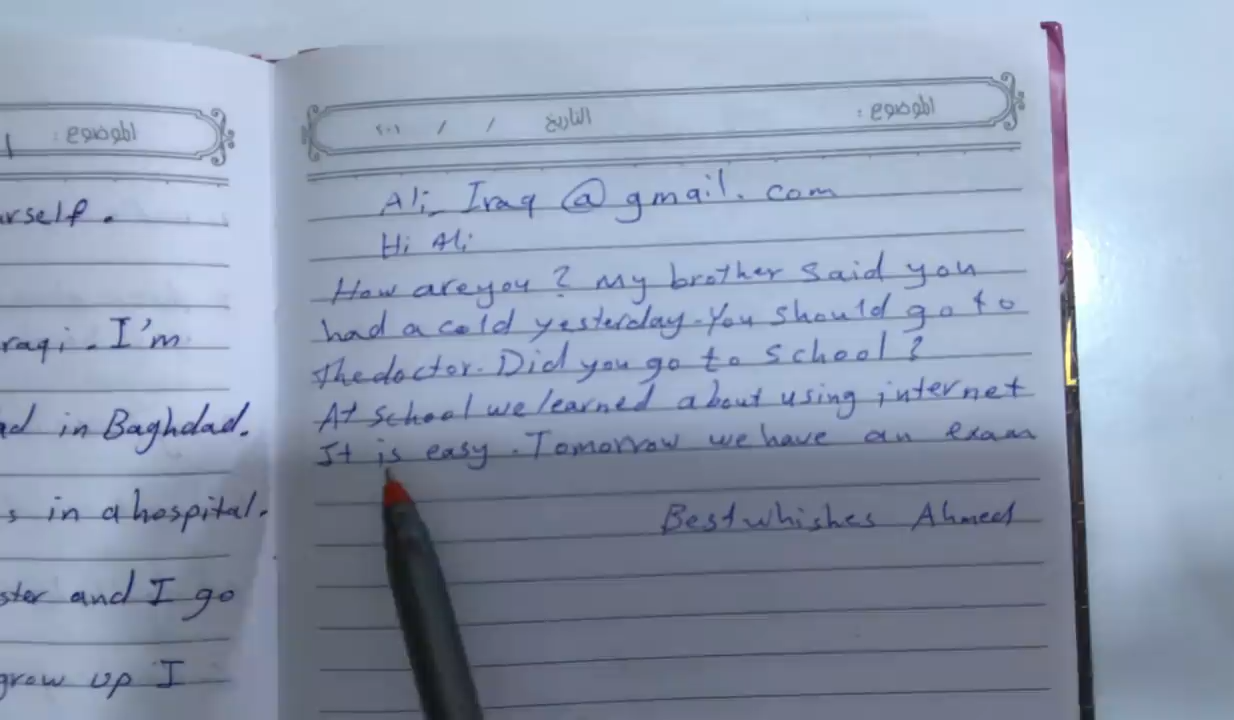 الموضوع :
urself.
raqi. I'm
ad in Baghdad.
s in a hospital.
ster and I go
grow up I
الموضوع : التاريخ / / ٢٠١
Ali_Iraq@gmail.com
Hi Ali
How are you? My brother said you
had a cold yesterday. You should go to
the doctor. Did you go to school?
At school we learned about using internet
It is easy. Tomorrow we have an exam
Best whishes Ahmed